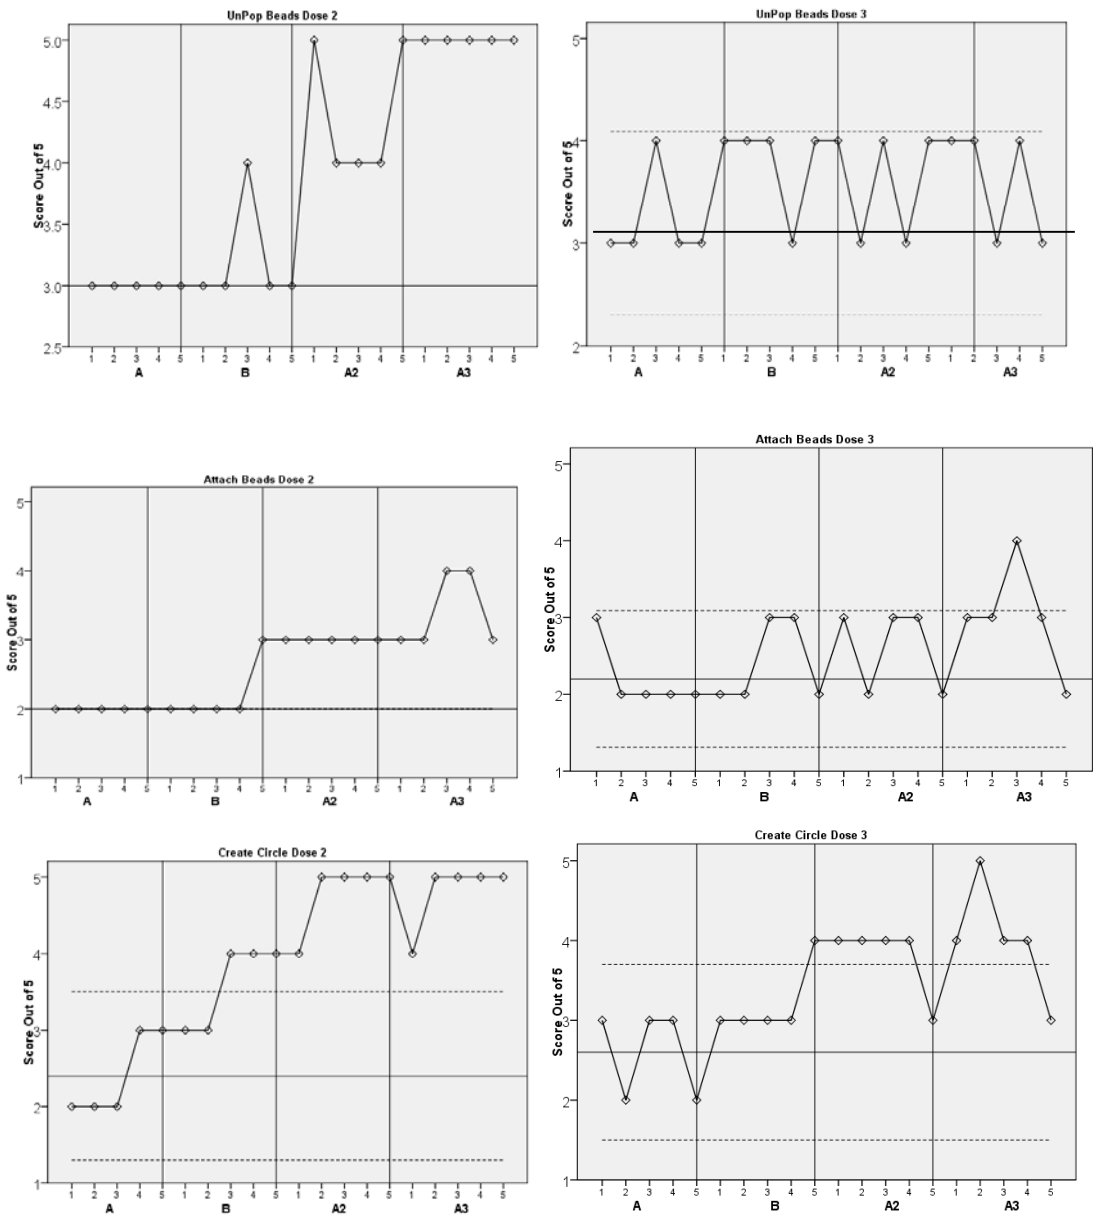 UnPop Beads Dose 2
5.0
4.5
4.0
3.5
3.0
2.5
Score Out of 5
1 2 3 4 5 1 2 3 4 5 1 2 3 4 5 1 2 3 4 5
A B A2 A3
UnPop Beads Dose 3
5
4
3
2
Score Out of 5
1 2 3 4 5 1 2 3 4 5 1 2 3 4 5 1 2 3 4 5
A B A2 A3
Attach Beads Dose 2
5
4
3
2
1
Score Out of 5
1 2 3 4 5 1 2 3 4 5 1 2 3 4 5 1 2 3 4 5
A B A2 A3
Attach Beads Dose 3
5
4
3
2
1
Score Out of 5
1 2 3 4 5 1 2 3 4 5 1 2 3 4 5 1 2 3 4 5
A B A2 A3
Create Circle Dose 2
5
4
3
2
1
Score Out of 5
1 2 3 4 5 1 2 3 4 5 1 2 3 4 5 1 2 3 4 5
A B A2 A3
Create Circle Dose 3
5
4
3
2
1
Score Out of 5
1 2 3 4 5 1 2 3 4 5 1 2 3 4 5 1 2 3 4 5
A B A2 A3